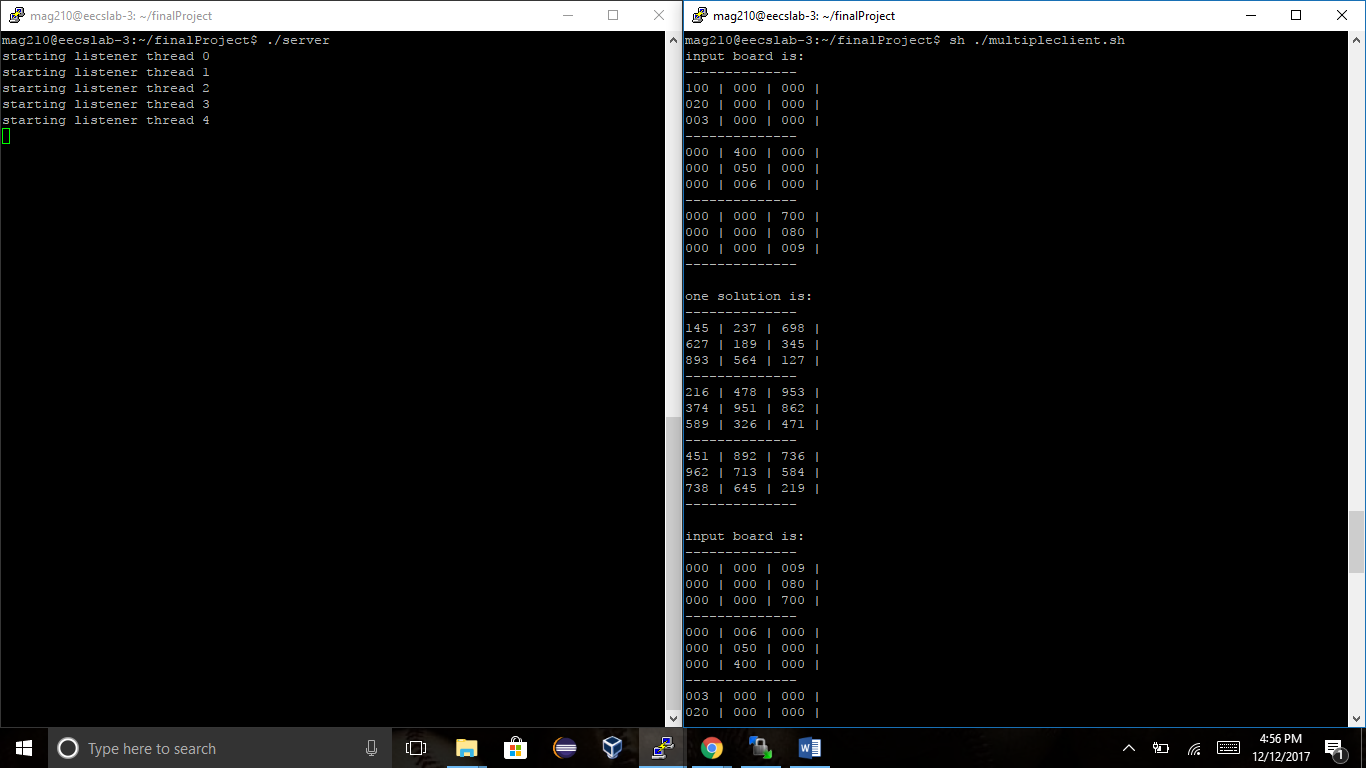 mag210@eecslab-3: ~/finalProject
mag210@eecslab-3:~/finalProject$ ./server
starting listener thread 0
starting listener thread 1
starting listener thread 2
starting listener thread 3
starting listener thread 4
mag210@eecslab-3: ~/finalProject
mag210@eecslab-3:~/finalProject$ sh ./multipleclient.sh
input board is:
--------------
100 | 000 | 000 |
020 | 000 | 000 |
003 | 000 | 000 |
--------------
000 | 400 | 000 |
000 | 050 | 000 |
000 | 006 | 000 |
--------------
000 | 000 | 700 |
000 | 000 | 080 |
000 | 000 | 009 |
--------------
one solution is:
--------------
145 | 237 | 698 |
627 | 189 | 345 |
893 | 564 | 127 |
--------------
216 | 478 | 953 |
374 | 951 | 862 |
589 | 326 | 471 |
--------------
451 | 892 | 736 |
962 | 713 | 584 |
738 | 645 | 219 |
--------------
input board is:
--------------
000 | 000 | 009 |
000 | 000 | 080 |
000 | 000 | 700 |
--------------
000 | 006 | 000 |
000 | 050 | 000 |
000 | 400 | 000 |
--------------
003 | 000 | 000 |
020 | 000 | 000 |
Type here to search
4:56 PM
12/12/2017
1